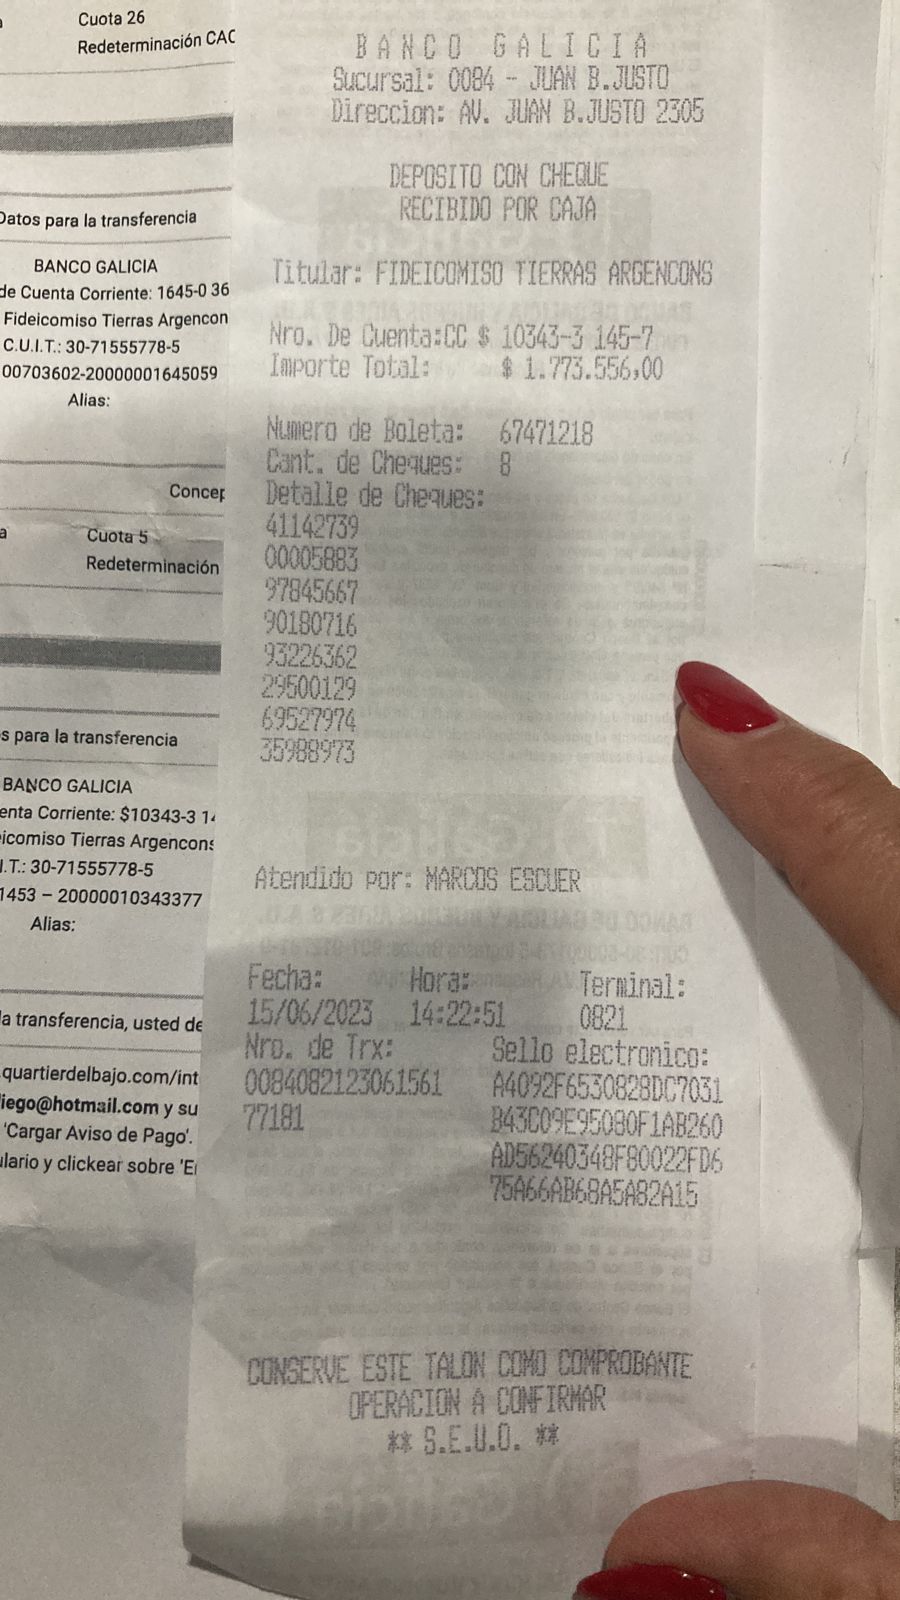 Cuota 26
Redeterminación CAC
Datos para la transferencia
BANCO GALICIA
de Cuenta Corriente: 1645-0 36
Fideicomiso Tierras Argencon
C.U.I.T.: 30-71555778-5
00703602-20000001645059
Alias:
Concep
a
Cuota 5
Redeterminación
s para la transferencia
BANCO GALICIA
enta Corriente: $10343-3 14
eicomiso Tierras Argencons
I.T.: 30-71555778-5
1453 – 20000010343377
Alias:
la transferencia, usted de
.quartierdelbajo.com/int
iego@hotmail.com y su
'Cargar Aviso de Pago'.
ulario y clickear sobre 'En
BANCO GALICIA
Sucursal: 0084 - JUAN B.JUSTO
Direccion: AV. JUAN B.JUSTO 2305
DEPOSITO CON CHEQUE
RECIBIDO POR CAJA
Titular: FIDEICOMISO TIERRAS ARGENCONS
Nro. De Cuenta:CC $ 10343-3 145-7
Importe Total: $ 1.773.556,00
Numero de Boleta: 67471218
Cant. de Cheques: 8
Detalle de Cheques:
41142739
00005883
97845667
90180716
93226362
29500129
69527974
35988973
Atendido por: MARCOS ESCUER
Fecha: Hora: Terminal:
15/06/2023 14:22:51 0821
Nro. de Trx: Sello electronico:
0084082123061561 A4092F6530828DC7031
77181 B43C09E95080F1AB260
AD56240348F80022FD6
75A66AB68A5A82A15
CONSERVE ESTE TALON COMO COMPROBANTE
OPERACION A CONFIRMAR
** S.E.U.O. **